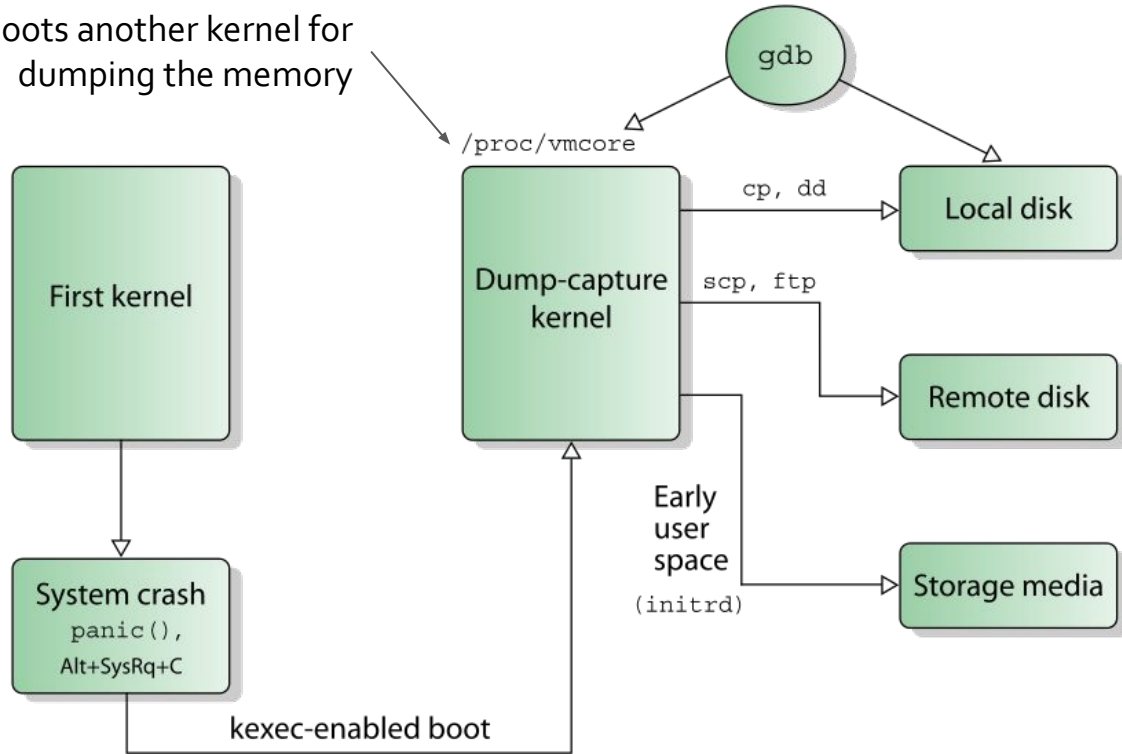 oots another kernel for
dumping the memory
gdb
/proc/vmcore
cp, dd
Local disk
First kernel
Dump-capture
kernel
scp, ftp
Remote disk
Early
user
space
(initrd)
Storage media
System crash
panic(),
Alt+SysRq+C
kexec-enabled boot